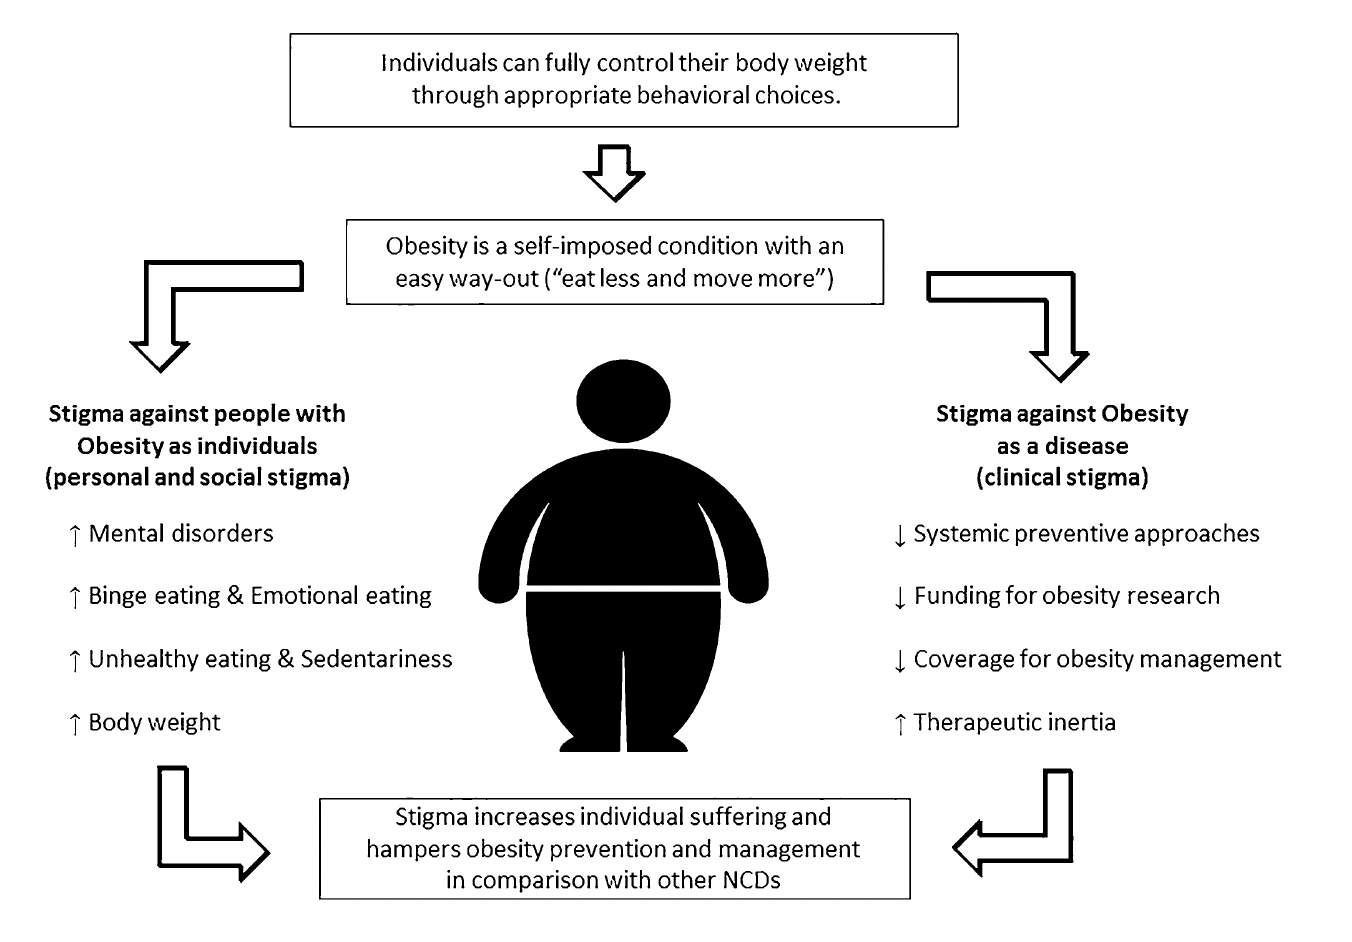 Individuals can fully control their body weight
through appropriate behavioral choices.
Obesity is a self-imposed condition with an
easy way-out (“eat less and move more”)
Stigma against people with
Obesity as individuals
(personal and social stigma)
↑ Mental disorders
↑ Binge eating & Emotional eating
↑ Unhealthy eating & Sedentariness
↑ Body weight
Stigma against Obesity
as a disease
(clinical stigma)
↓ Systemic preventive approaches
↓ Funding for obesity research
↓ Coverage for obesity management
↑ Therapeutic inertia
Stigma increases individual suffering and
hampers obesity prevention and management
in comparison with other NCDs